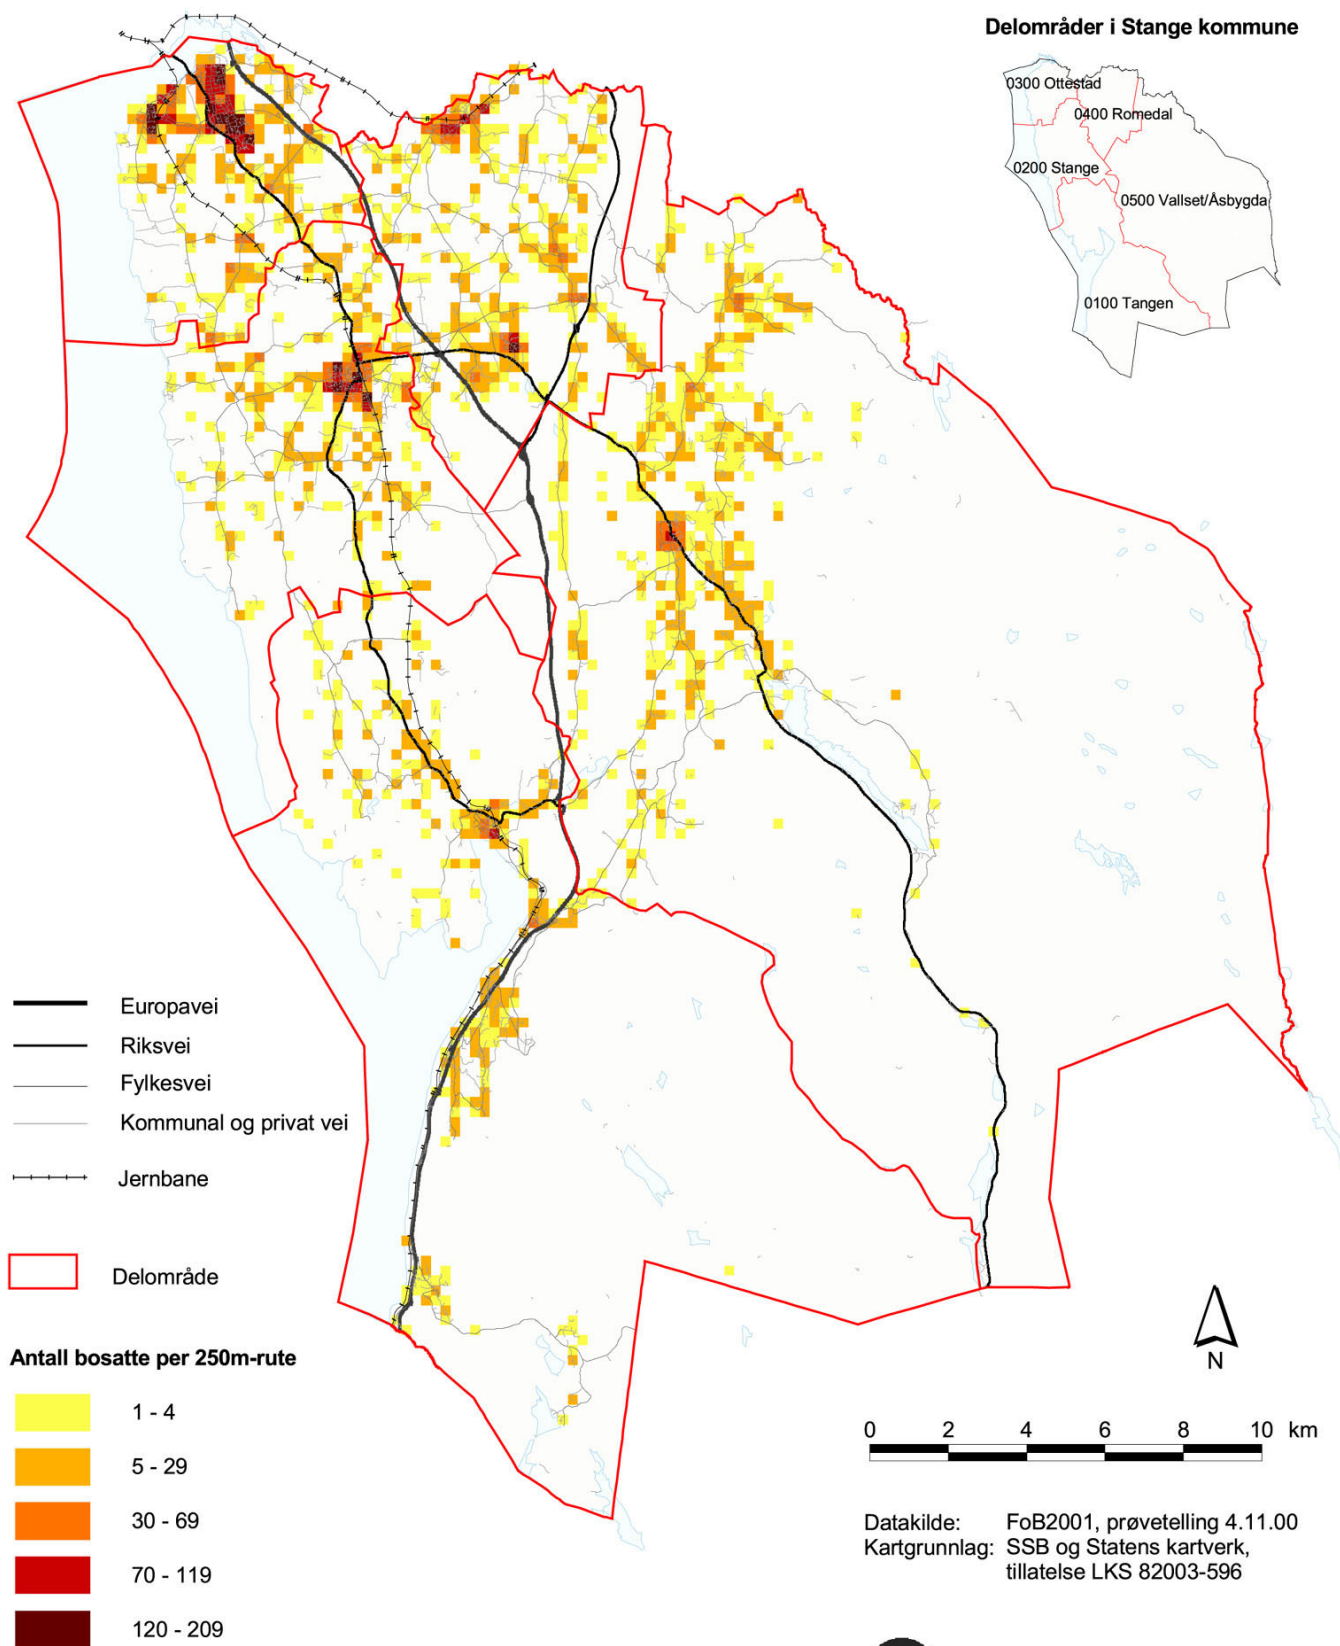 Delområder i Stange kommune
0300 Ottestad
0400 Romedal
0200 Stange
0500 Vallset/Åsbygda
0100 Tangen
Europavei
Riksvei
Fylkesvei
Kommunal og privat vei
Jernbane
Delområde
N
Antall bosatte per 250m-rute
1 - 4
5 - 29
30 - 69
70 - 119
120 - 209
0 2 4 6 8 10 km
Datakilde: FoB2001, prøvetelling 4.11.00
Kartgrunnlag: SSB og Statens kartverk,
tillatelse LKS 82003-596